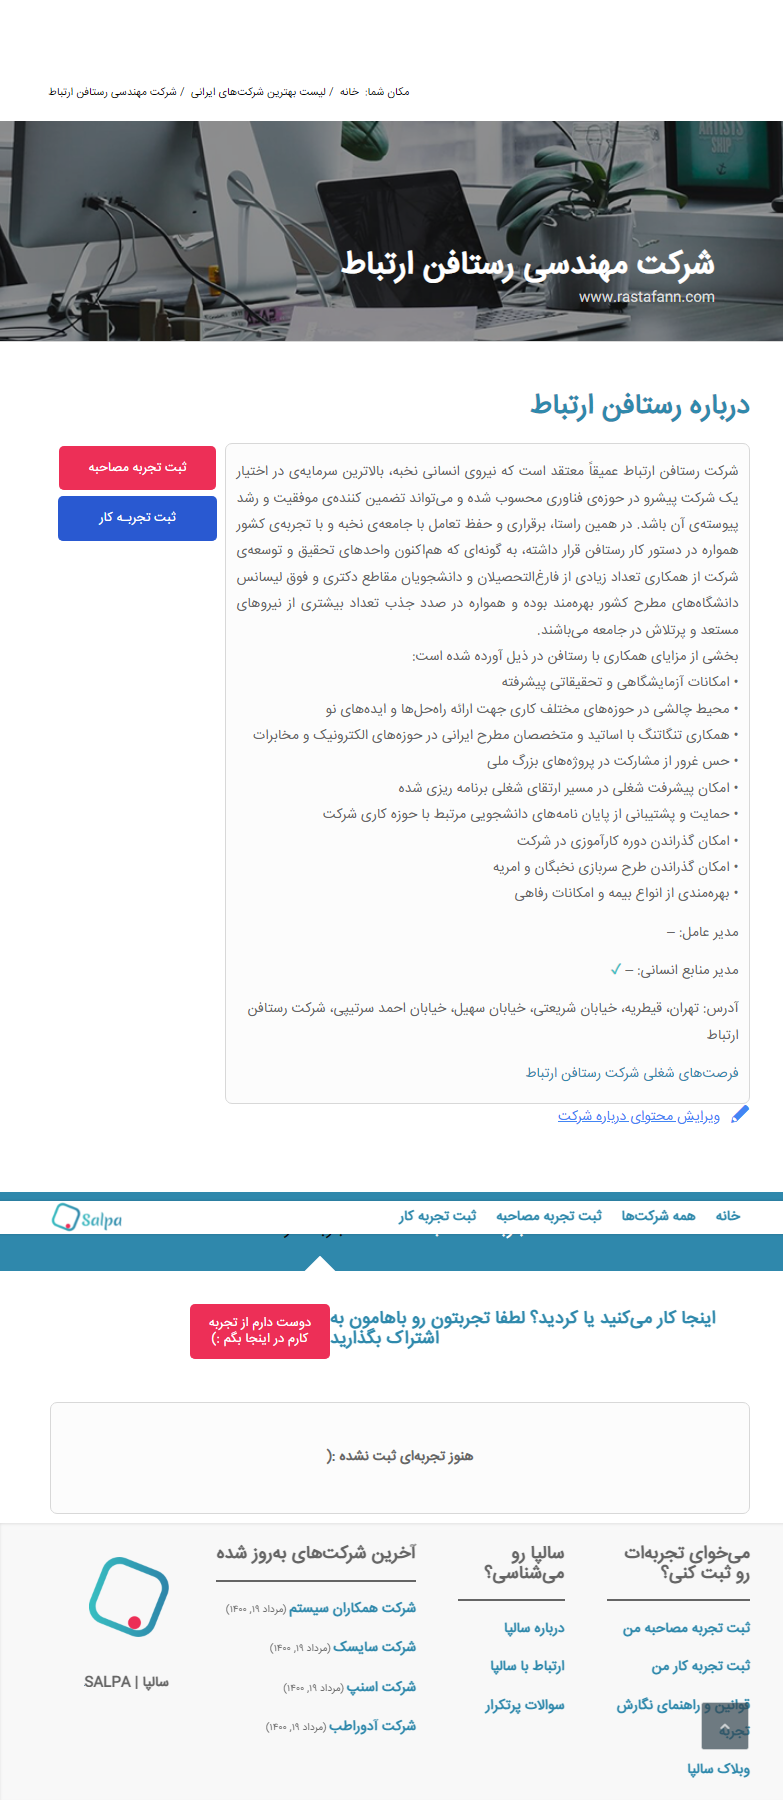 مکان شما: خانه / لیست بهترین شرکت‌های ایرانی / شرکت مهندسی رستافن ارتباط
ARTISTS
SHIP
شرکت مهندسی رستافن ارتباط
www.rastafann.com
درباره رستافن ارتباط
ثبت تجربه مصاحبه
ثبت تجربـه کار
شرکت رستافن ارتباط عمیقاً معتقد است که نیروی انسانی نخبه، بالاترین سرمایه‌ی در اختیار
یک شرکت پیشرو در حوزه‌ی فناوری محسوب شده و می‌تواند تضمین کننده‌ی موفقیت و رشد
پیوسته‌ی آن باشد. در همین راستا، برقراری و حفظ تعامل با جامعه‌ی نخبه و با تجربه‌ی کشور
همواره در دستور کار رستافن قرار داشته، به گونه‌ای که هم‌اکنون واحدهای تحقیق و توسعه‌ی
شرکت از همکاری تعداد زیادی از فارغ‌التحصیلان و دانشجویان مقاطع دکتری و فوق لیسانس
دانشگاه‌های مطرح کشور بهره‌مند بوده و همواره در صدد جذب تعداد بیشتری از نیروهای
مستعد و پرتلاش در جامعه می‌باشند.
بخشی از مزایای همکاری با رستافن در ذیل آورده شده است:
• امکانات آزمایشگاهی و تحقیقاتی پیشرفته
• محیط چالشی در حوزه‌های مختلف کاری جهت ارائه راه‌حل‌ها و ایده‌های نو
• همکاری تنگاتنگ با اساتید و متخصصان مطرح ایرانی در حوزه‌های الکترونیک و مخابرات
• حس غرور از مشارکت در پروژه‌های بزرگ ملی
• امکان پیشرفت شغلی در مسیر ارتقای شغلی برنامه ریزی شده
• حمایت و پشتیبانی از پایان نامه‌های دانشجویی مرتبط با حوزه کاری شرکت
• امکان گذراندن دوره کارآموزی در شرکت
• امکان گذراندن طرح سربازی نخبگان و امریه
• بهره‌مندی از انواع بیمه و امکانات رفاهی
مدیر عامل: –
مدیر منابع انسانی: – ✓
آدرس: تهران، قیطریه، خیابان شریعتی، خیابان سهیل، خیابان احمد سرتیپی، شرکت رستافن
ارتباط
فرصت‌های شغلی شرکت رستافن ارتباط
ویرایش محتوای درباره شرکت
خانه همه شرکت‌ها ثبت تجربه مصاحبه ثبت تجربه کار
Salpa
اینجا کار می‌کنید یا کردید؟ لطفا تجربتون رو باهامون به
اشتراک بگذارید
دوست دارم از تجربه
کارم در اینجا بگم :)
هنوز تجربه‌ای ثبت نشده :(
می‌خوای تجربه‌ات
رو ثبت کنی؟
ثبت تجربه مصاحبه من
ثبت تجربه کار من
قوانین و راهنمای نگارش
تجربه
وبلاک سالپا
سالپا رو
می‌شناسی؟
درباره سالپا
ارتباط با سالپا
سوالات پرتکرار
آخرین شرکت‌های به‌روز شده
شرکت همکاران سیستم (مرداد ۱۹, ۱۴۰۰)
شرکت سایسک (مرداد ۱۹, ۱۴۰۰)
شرکت اسنپ (مرداد ۱۹, ۱۴۰۰)
شرکت آدوراطب (مرداد ۱۹, ۱۴۰۰)
سالپا | SALPA